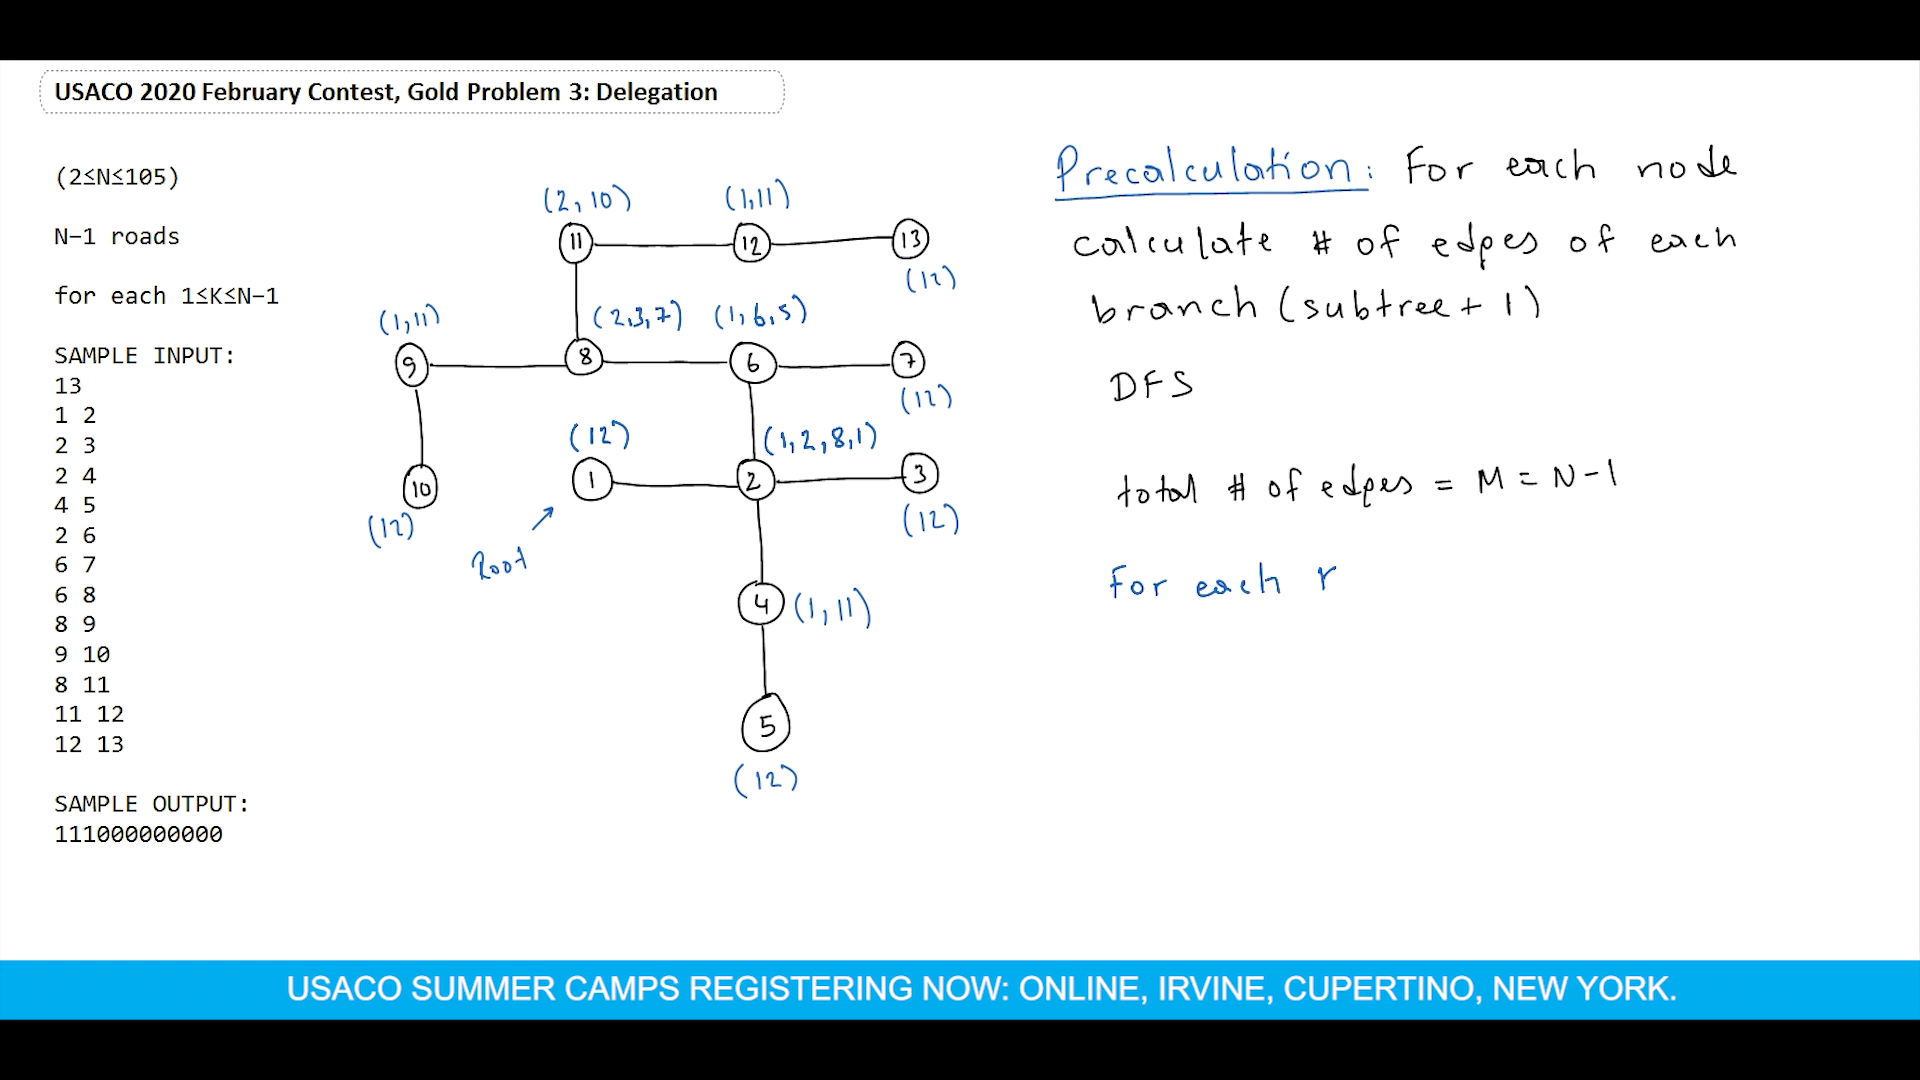 USACO 2020 February Contest, Gold Problem 3: Delegation
(2≤N≤105)
N-1 roads
for each 1≤K≤N-1
SAMPLE INPUT:
13
1 2
2 3
2 4
4 5
2 6
6 7
6 8
8 9
9 10
8 11
11 12
12 13
SAMPLE OUTPUT:
111000000000
(2,10) (1,11)
11 12 13
(12)
(1,11) (2,3,7) (1,6,5)
9 8 6 7
(12)
(12) (1,2,8,1)
1 2 3
10
(12) (12)
Root
4 (1,11)
5
(12)
Precalculation: For each node
calculate # of edges of each
branch (subtree + 1)
DFS
total # of edges = M = N-1
For each r
USACO SUMMER CAMPS REGISTERING NOW: ONLINE, IRVINE, CUPERTINO, NEW YORK.